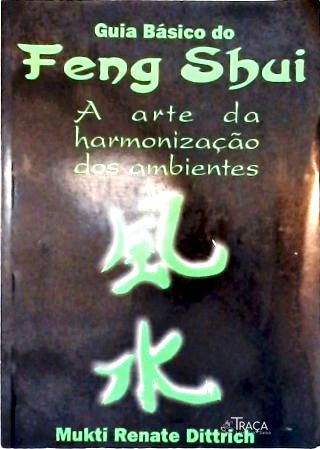 Guia Básico do
Feng Shui
A arte da
harmonização
dos ambientes
風
水
TRAÇA
Mukti Renate Dittrich